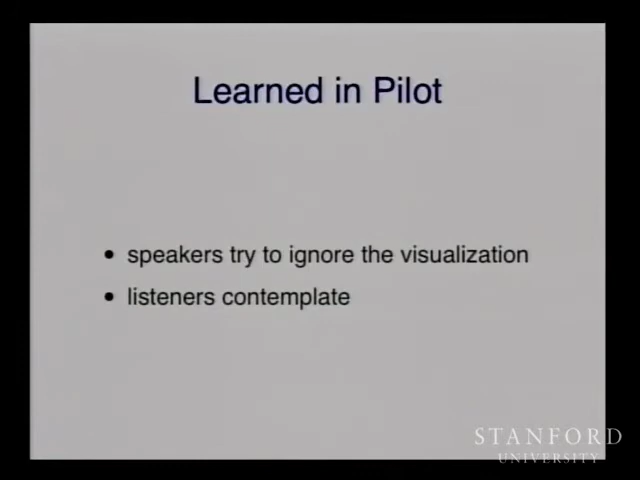 Learned in Pilot
• speakers try to ignore the visualization
• listeners contemplate
STANFORD
UNIVERSITY